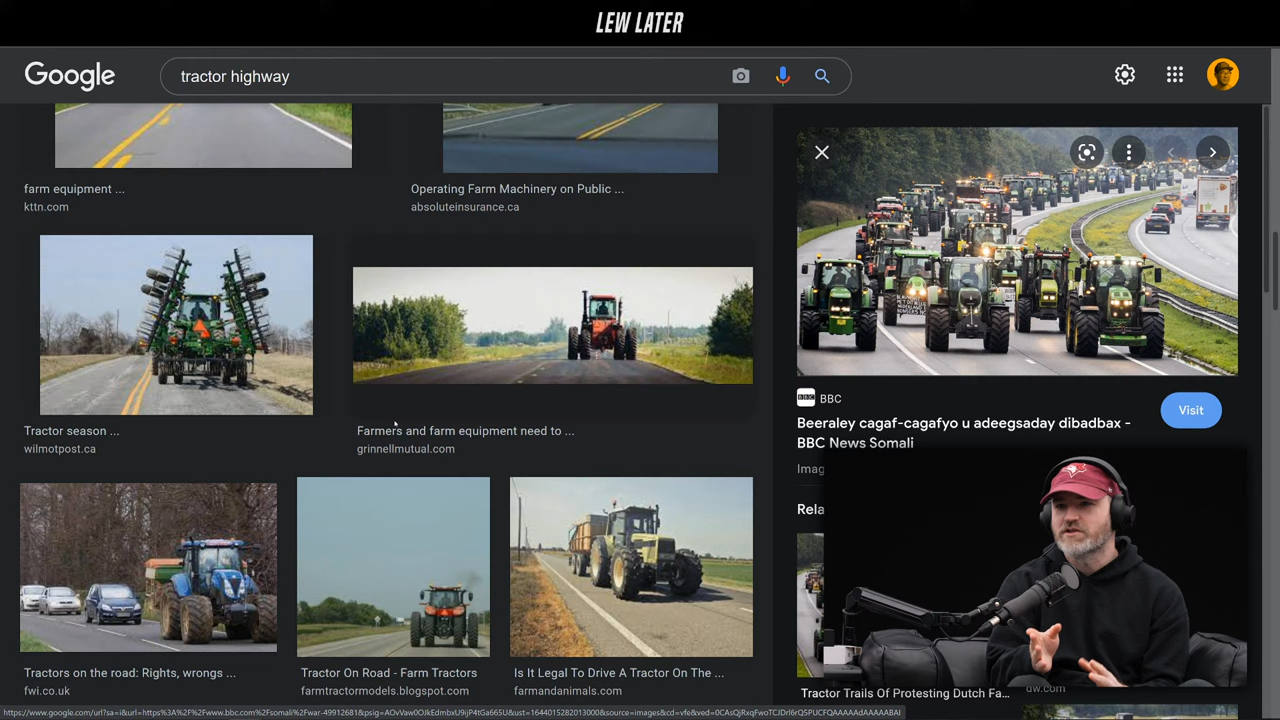 LEW LATER
Google
tractor highway
farm equipment ...
kttn.com
Operating Farm Machinery on Public ...
absoluteinsurance.ca
Tractor season ...
wilmotpost.ca
Farmers and farm equipment need to ...
grinnellmutual.com
Tractors on the road: Rights, wrongs ...
fwi.co.uk
Tractor On Road - Farm Tractors
farmtractormodels.blogspot.com
Is It Legal To Drive A Tractor On The ...
farmandanimals.com
BBC
BBC
Visit
Beeraley cagaf-cagafyo u adeegsaday dibadbax -
BBC News Somali
Imag
Rela
Tractor Trails Of Protesting Dutch Fa...
dw.com